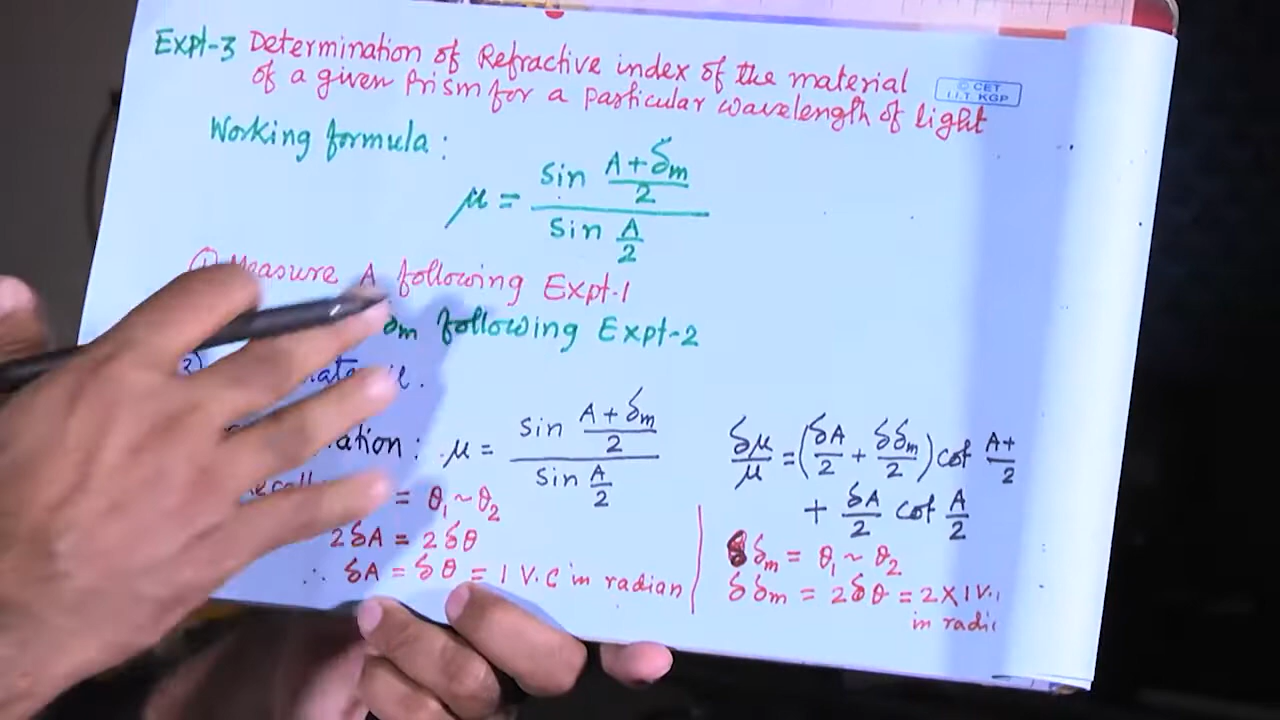 Expt-3 Determination of Refractive index of the material
of a given Prism for a particular wavelength of light
© CET
I.I.T. KGP
Working formula:
μ = sin (A+δm)/2 / sin A/2
① Measure A following Expt-1
δm following Expt-2
3)
: μ = sin (A+δm)/2 / sin A/2
= θ₁ ~ θ₂
2δA = 2δθ
∴ δA = δθ = 1 V.C in radian
δμ/μ = (δA/2 + δδm/2) cot A+/2
+ δA/2 cot A/2
δm = θ₁ ~ θ₂
δδm = 2δθ = 2×1 V.
in